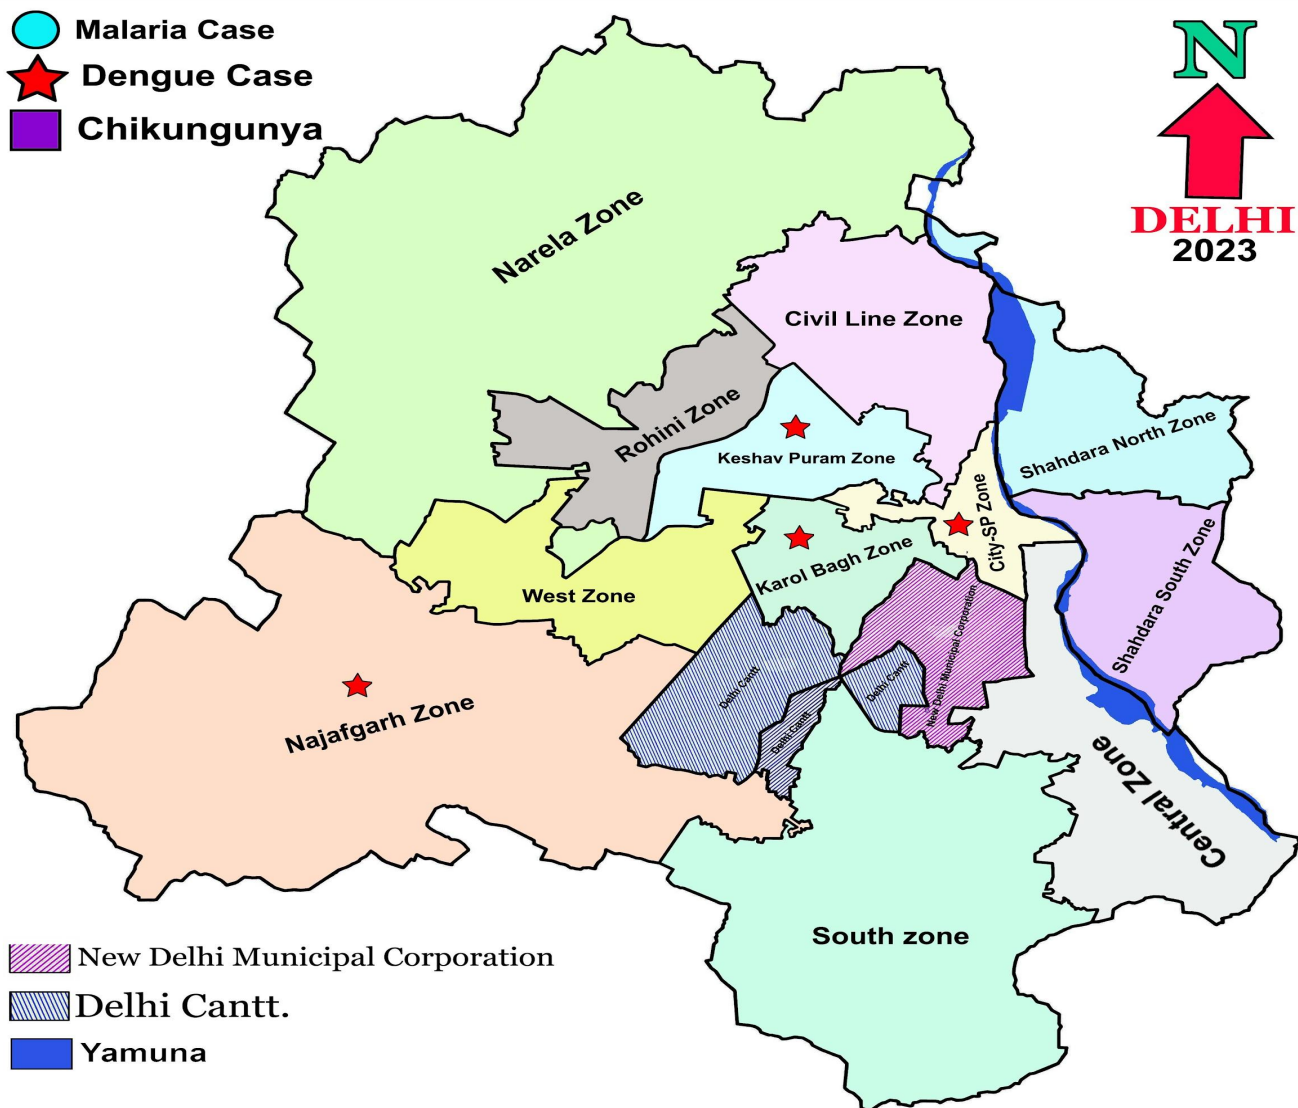 Malaria Case
Dengue Case
Chikungunya
N
DELHI
2023
Narela Zone
Civil Line Zone
Rohini Zone
Keshav Puram Zone
Shahdara North Zone
City-SP Zone
Karol Bagh Zone
West Zone
Shahdara South Zone
New Delhi Municipal Corporation
Delhi Cantt
Delhi Cantt
Delhi Cantt
Najafgarh Zone
Central Zone
South zone
New Delhi Municipal Corporation
Delhi Cantt.
Yamuna